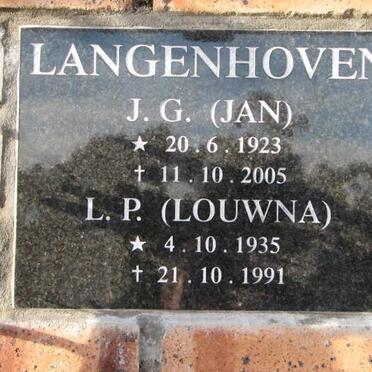 LANGENHOVEN
J. G. (JAN)
★ 20 . 6 . 1923
† 11 . 10 . 2005
L. P. (LOUWNA)
★ 4 . 10 . 1935
† 21 . 10 . 1991